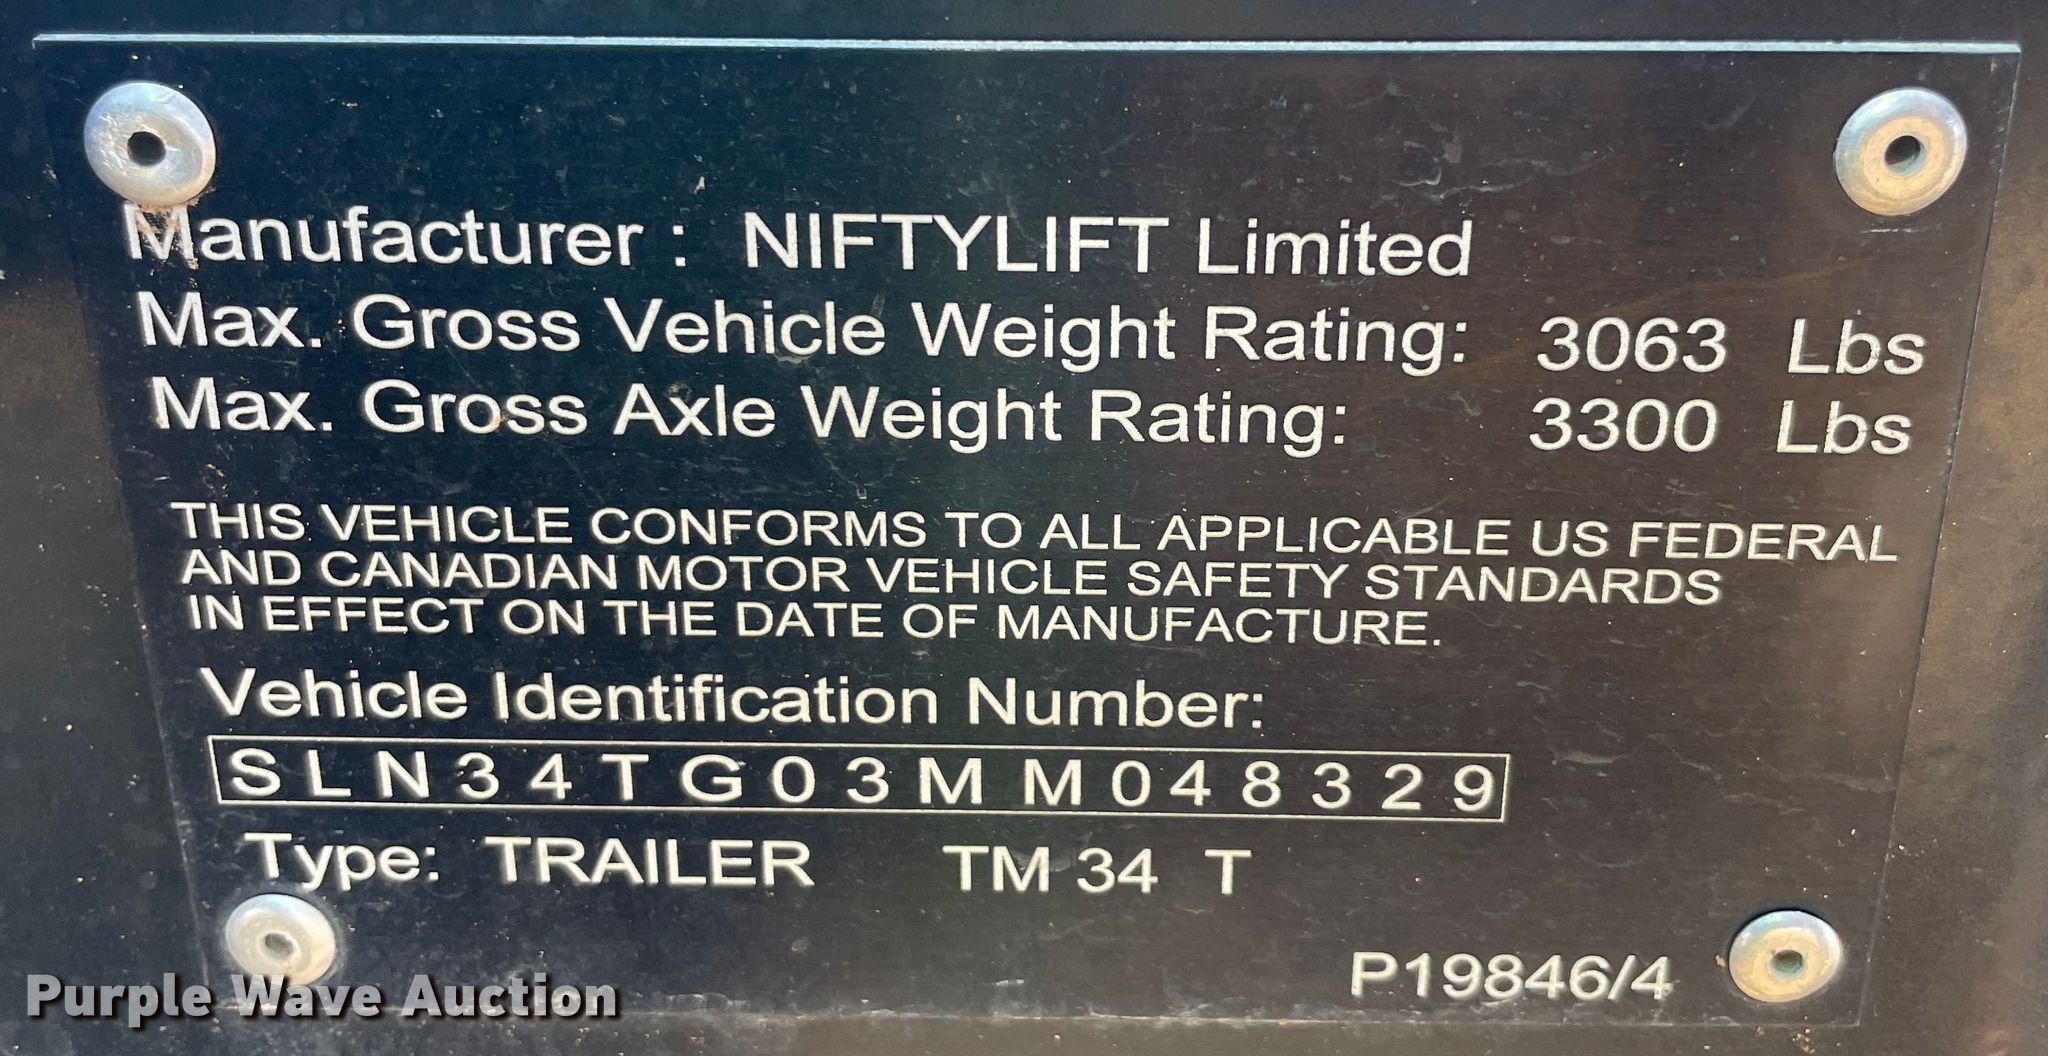 Manufacturer : NIFTYLIFT Limited
Max. Gross Vehicle Weight Rating: 3063 Lbs
Max. Gross Axle Weight Rating: 3300 Lbs
THIS VEHICLE CONFORMS TO ALL APPLICABLE US FEDERAL
AND CANADIAN MOTOR VEHICLE SAFETY STANDARDS
IN EFFECT ON THE DATE OF MANUFACTURE.
Vehicle Identification Number:
SLN34TG03MM048329
Type: TRAILER TM 34 T
P19846/4
Purple Wave Auction